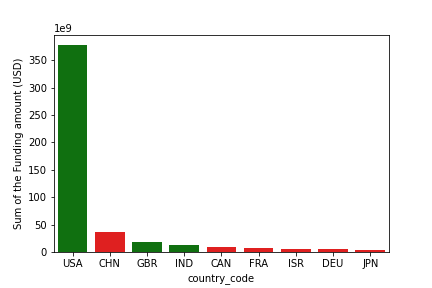 1e9
350
300
250
200
150
100
50
0
Sum of the Funding amount (USD)
USA CHN GBR IND CAN FRA ISR DEU JPN
country_code